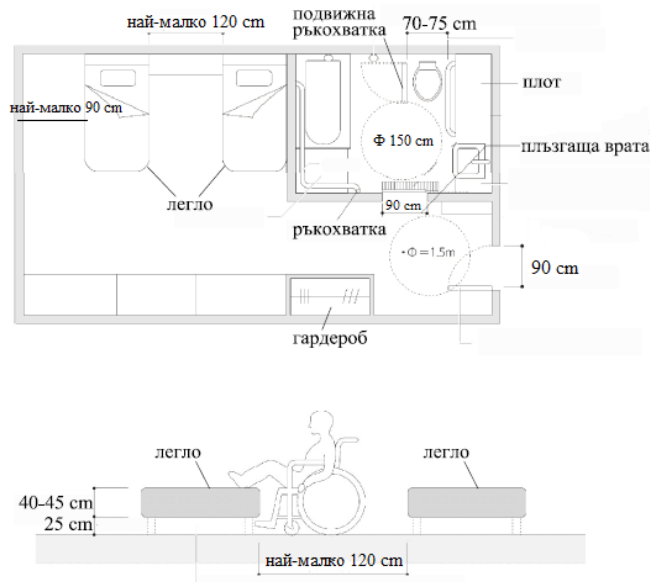 най-малко 120 cm
подвижна
ръкохватка
70-75 cm
плот
най-малко 90 cm
Ф 150 cm
плъзгаща врата
легло
ръкохватка
90 cm
·Ф=1.5m
90 cm
гардероб
легло
легло
40-45 cm
25 cm
най-малко 120 cm